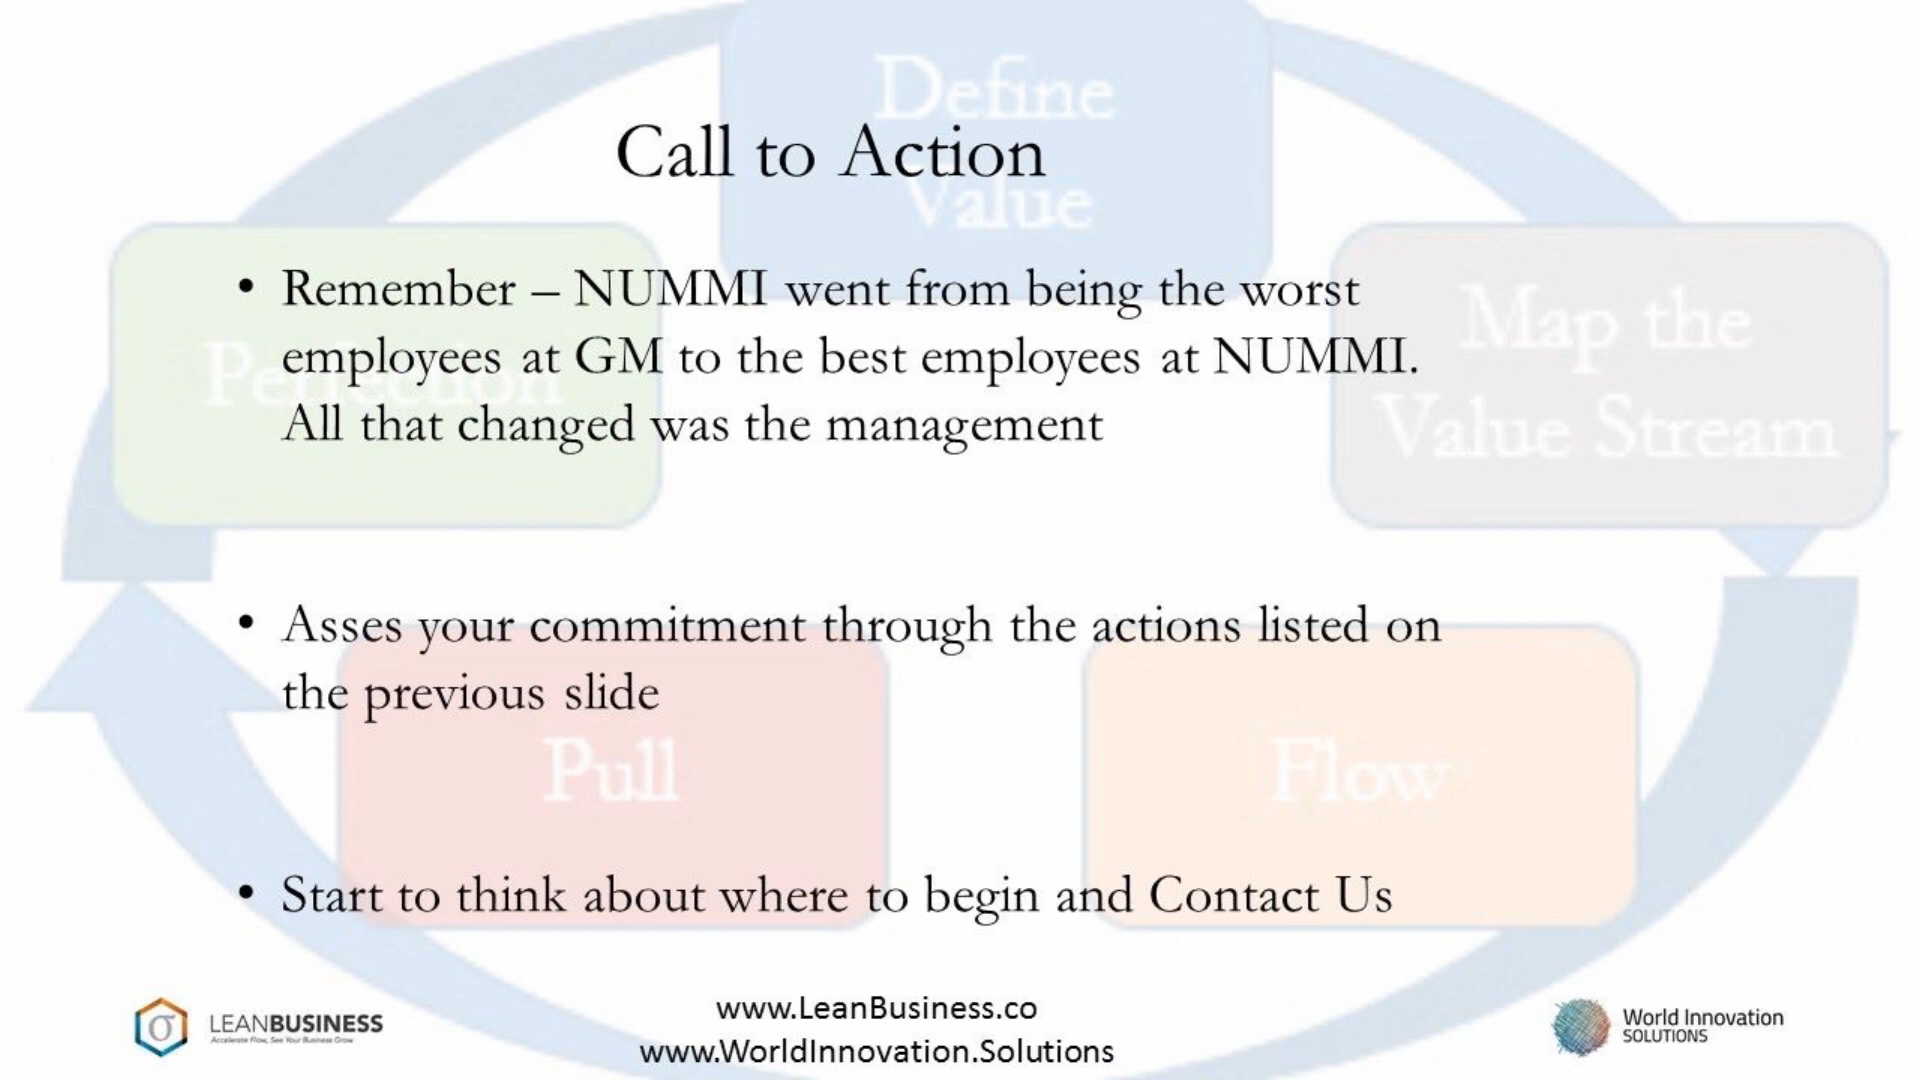 Define
Value
Call to Action
Perfection
Map the
Value Stream
• Remember – NUMMI went from being the worst
employees at GM to the best employees at NUMMI.
All that changed was the management
• Asses your commitment through the actions listed on
the previous slide
Pull
Flow
• Start to think about where to begin and Contact Us
LEANBUSINESS
Accelerate Flow, See Your Business Grow
www.LeanBusiness.co
www.WorldInnovation.Solutions
World Innovation
SOLUTIONS